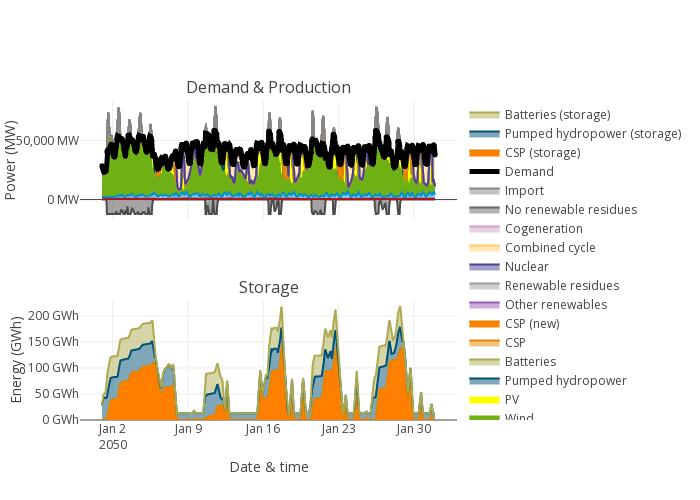 Demand & Production
50,000 MW
0 MW
Power (MW)
Storage
200 GWh
150 GWh
100 GWh
50 GWh
0 GWh
Energy (GWh)
Jan 2
2050
Jan 9
Jan 16
Jan 23
Jan 30
Date & time
Batteries (storage)
Pumped hydropower (storage)
CSP (storage)
Demand
Import
No renewable residues
Cogeneration
Combined cycle
Nuclear
Renewable residues
Other renewables
CSP (new)
CSP
Batteries
Pumped hydropower
PV
Wind